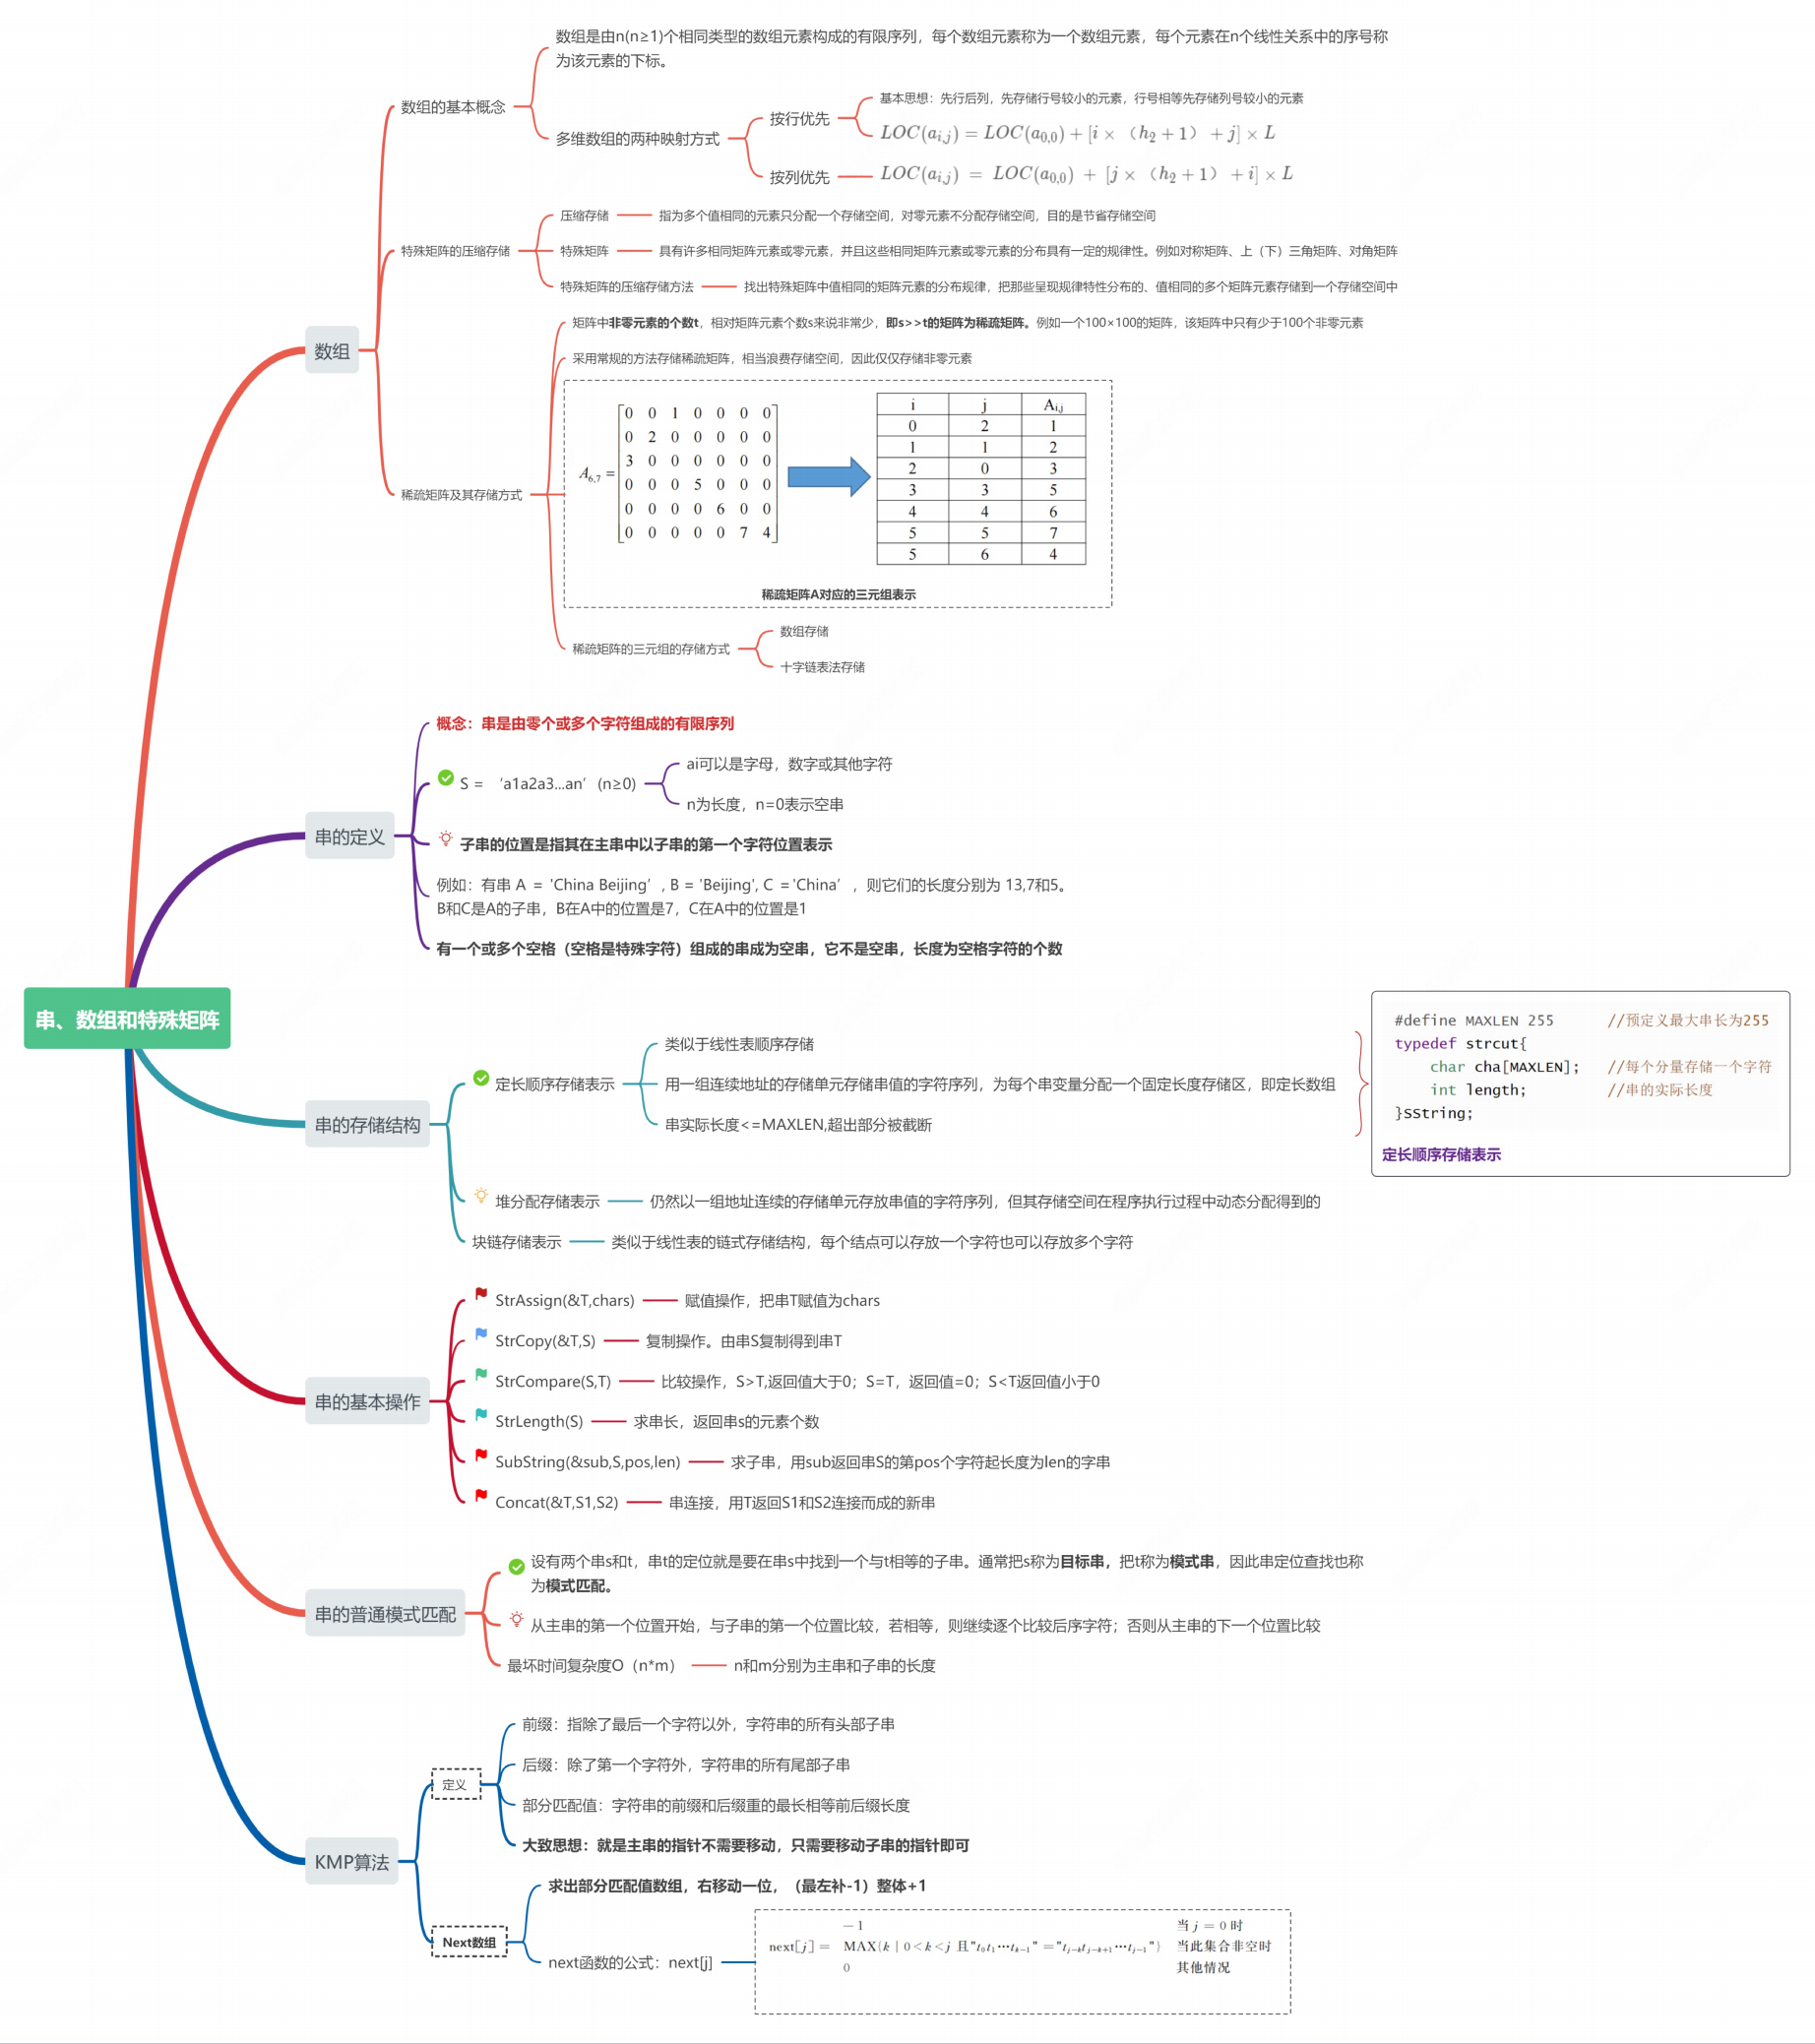 数组是由n(n≥1)个相同类型的数组元素构成的有限序列，每个数组元素称为一个数组元素，每个元素在n个线性关系中的序号称
为该元素的下标。
数组的基本概念
基本思想：先行后列，先存储行号较小的元素，行号相等先存储列号较小的元素
按行优先
LOC(a_{i,j}) = LOC(a_{0,0}) + [i × （h_2 + 1） + j] × L
多维数组的两种映射方式
按列优先
LOC(a_{i,j}) = LOC(a_{0,0}) + [j × （h_2 + 1） + i] × L
压缩存储
指为多个值相同的元素只分配一个存储空间，对零元素不分配存储空间，目的是节省存储空间
特殊矩阵的压缩存储
特殊矩阵
具有许多相同矩阵元素或零元素，并且这些相同矩阵元素或零元素的分布具有一定的规律性。例如对称矩阵、上（下）三角矩阵、对角矩阵
特殊矩阵的压缩存储方法
找出特殊矩阵中值相同的矩阵元素的分布规律，把那些呈现规律特性分布的、值相同的多个矩阵元素存储到一个存储空间中
数组
矩阵中非零元素的个数t，相对矩阵元素个数s来说非常少，即s>>t的矩阵为稀疏矩阵。例如一个100×100的矩阵，该矩阵中只有少于100个非零元素
采用常规的方法存储稀疏矩阵，相当浪费存储空间，因此仅仅存储非零元素
稀疏矩阵及其存储方式
A_{6,7} =
0 0 1 0 0 0 0
0 2 0 0 0 0 0
3 0 0 0 0 0 0
0 0 0 5 0 0 0
0 0 0 0 6 0 0
0 0 0 0 0 7 4
i j A_{i,j}
0 2 1
1 1 2
2 0 3
3 3 5
4 4 6
5 5 7
5 6 4
稀疏矩阵A对应的三元组表示
稀疏矩阵的三元组的存储方式
数组存储
十字链表法存储
概念：串是由零个或多个字符组成的有限序列
S = ‘a1a2a3...an’ (n≥0)
ai可以是字母，数字或其他字符
n为长度，n=0表示空串
串的定义
子串的位置是指其在主串中以子串的第一个字符位置表示
例如：有串 A = 'China Beijing’ , B = 'Beijing', C ='China’ ，则它们的长度分别为 13,7和5。
B和C是A的子串，B在A中的位置是7，C在A中的位置是1
有一个或多个空格（空格是特殊字符）组成的串成为空串，它不是空串，长度为空格字符的个数
串、数组和特殊矩阵
类似于线性表顺序存储
定长顺序存储表示
用一组连续地址的存储单元存储串值的字符序列，为每个串变量分配一个固定长度存储区，即定长数组
串实际长度<=MAXLEN,超出部分被截断
#define MAXLEN 255 //预定义最大串长为255
typedef strcut{
char cha[MAXLEN]; //每个分量存储一个字符
int length; //串的实际长度
}SString;
定长顺序存储表示
串的存储结构
堆分配存储表示
仍然以一组地址连续的存储单元存放串值的字符序列，但其存储空间在程序执行过程中动态分配得到的
块链存储表示
类似于线性表的链式存储结构，每个结点可以存放一个字符也可以存放多个字符
StrAssign(&T,chars)
赋值操作，把串T赋值为chars
StrCopy(&T,S)
复制操作。由串S复制得到串T
StrCompare(S,T)
比较操作，S>T,返回值大于0；S=T，返回值=0；S<T返回值小于0
串的基本操作
StrLength(S)
求串长，返回串s的元素个数
SubString(&sub,S,pos,len)
求子串，用sub返回串S的第pos个字符起长度为len的字串
Concat(&T,S1,S2)
串连接，用T返回S1和S2连接而成的新串
设有两个串s和t，串t的定位就是要在串s中找到一个与t相等的子串。通常把s称为目标串，把t称为模式串，因此串定位查找也称
为模式匹配。
串的普通模式匹配
从主串的第一个位置开始，与子串的第一个位置比较，若相等，则继续逐个比较后序字符；否则从主串的下一个位置比较
最坏时间复杂度O（n*m）
n和m分别为主串和子串的长度
前缀：指除了最后一个字符以外，字符串的所有头部子串
后缀：除了第一个字符外，字符串的所有尾部子串
定义
部分匹配值：字符串的前缀和后缀重的最长相等前后缀长度
大致思想：就是主串的指针不需要移动，只需要移动子串的指针即可
KMP算法
求出部分匹配值数组，右移动一位，（最左补-1）整体+1
Next数组
next函数的公式：next[j]
−1 当 j = 0 时
next[j] = MAX{k | 0<k<j 且"t_0t_1…t_{k−1}" ="t_{j−k}t_{j−k+1}…t_{j−1}"} 当此集合非空时
0 其他情况